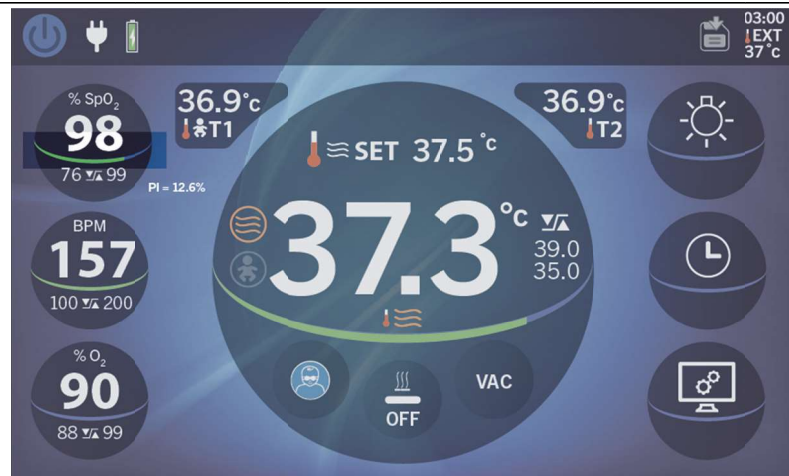 03:00
EXT
37 °c
% SpO₂
98
76 99
PI = 12.6%
36.9°c
T1
36.9°c
T2
SET 37.5 °c
37.3°c
39.0
35.0
BPM
157
100 200
% O₂
90
88 99
OFF
VAC